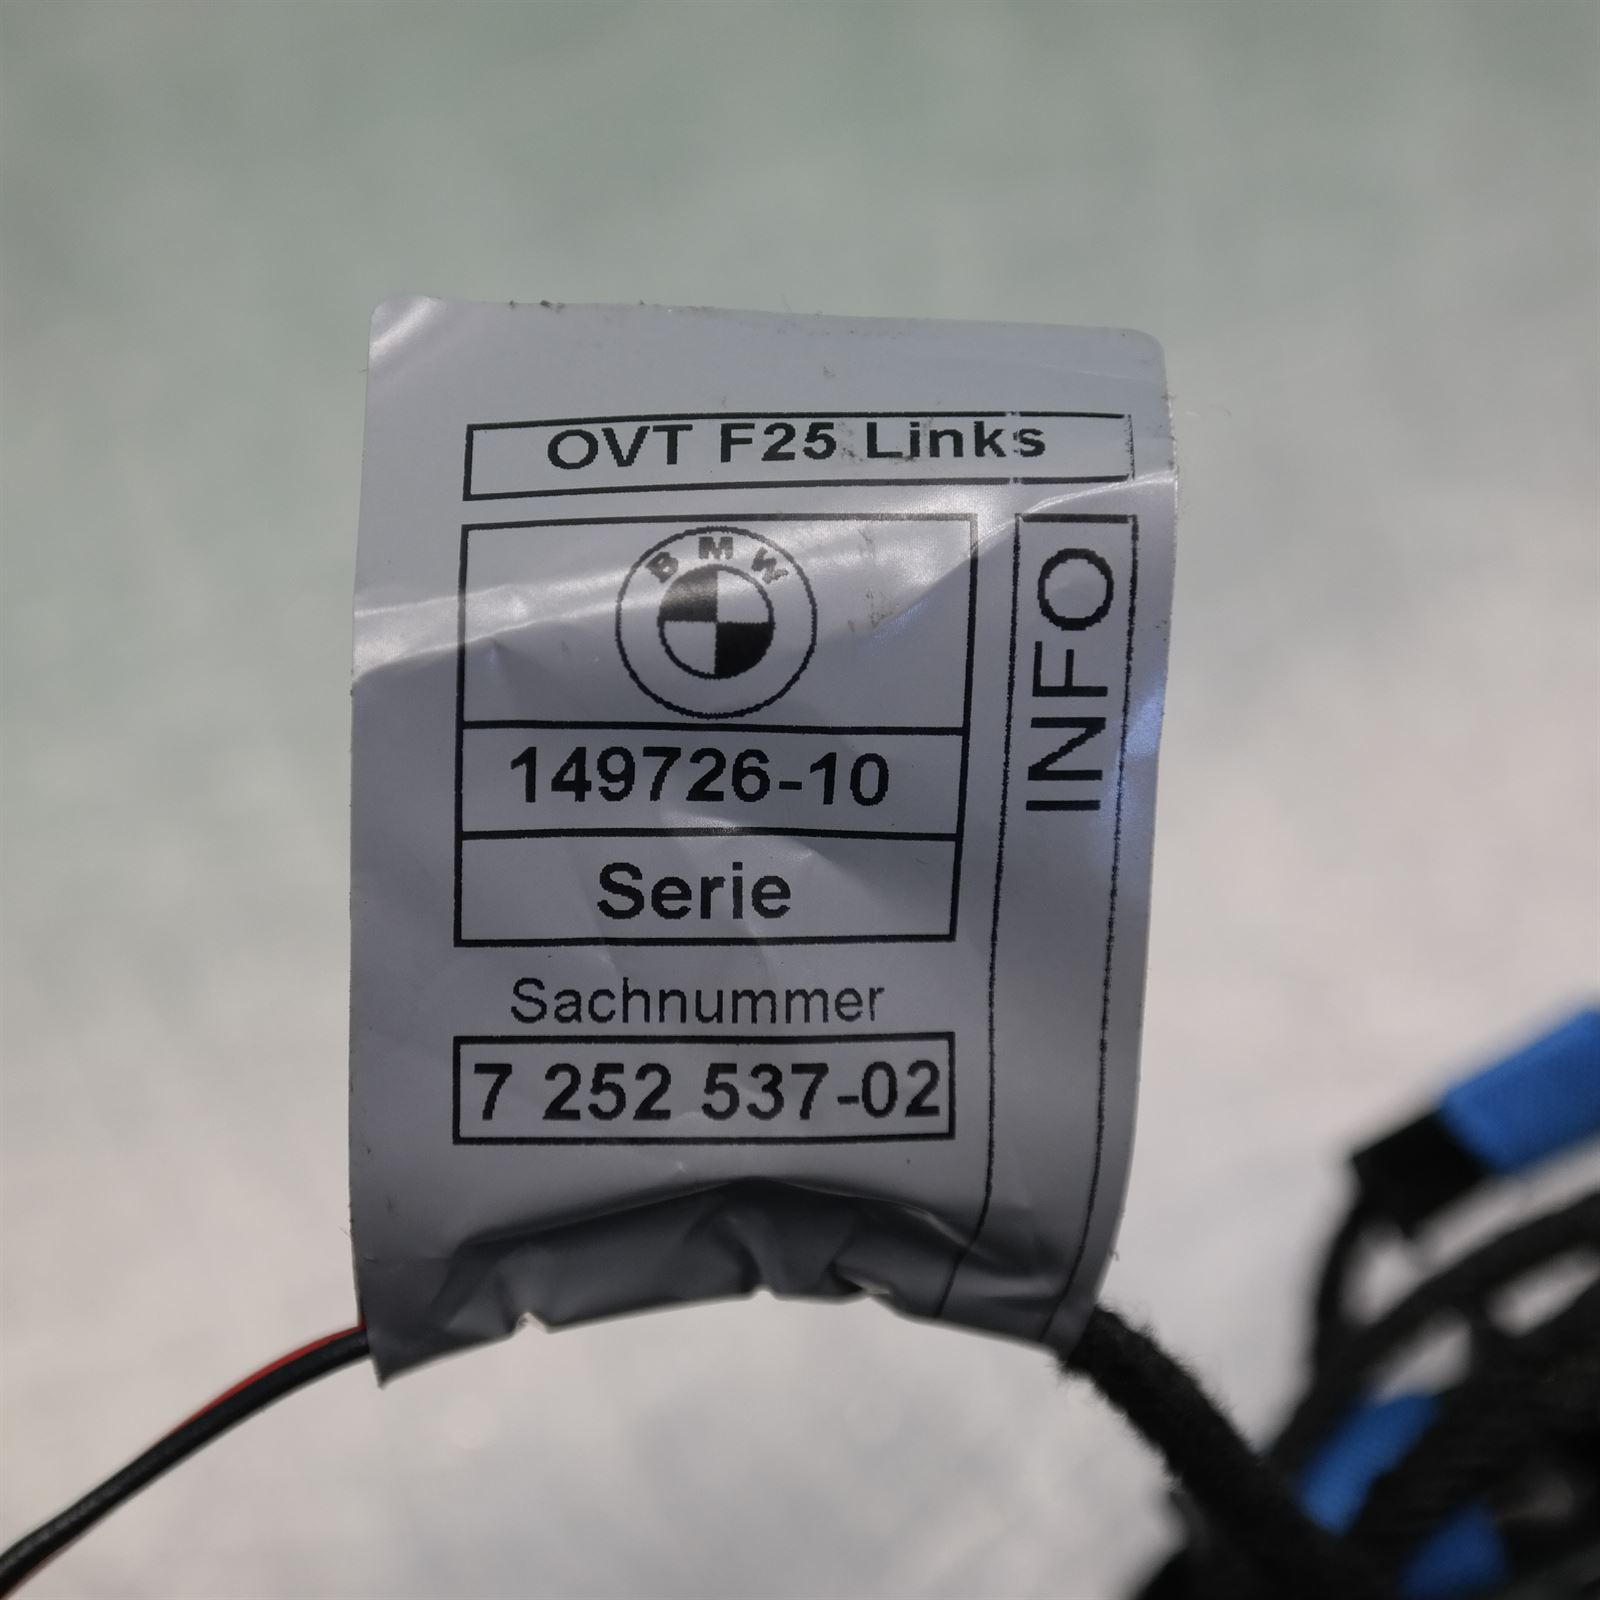 OVT F25 Links
BMW
INFO
149726-10
Serie
Sachnummer
7 252 537-02